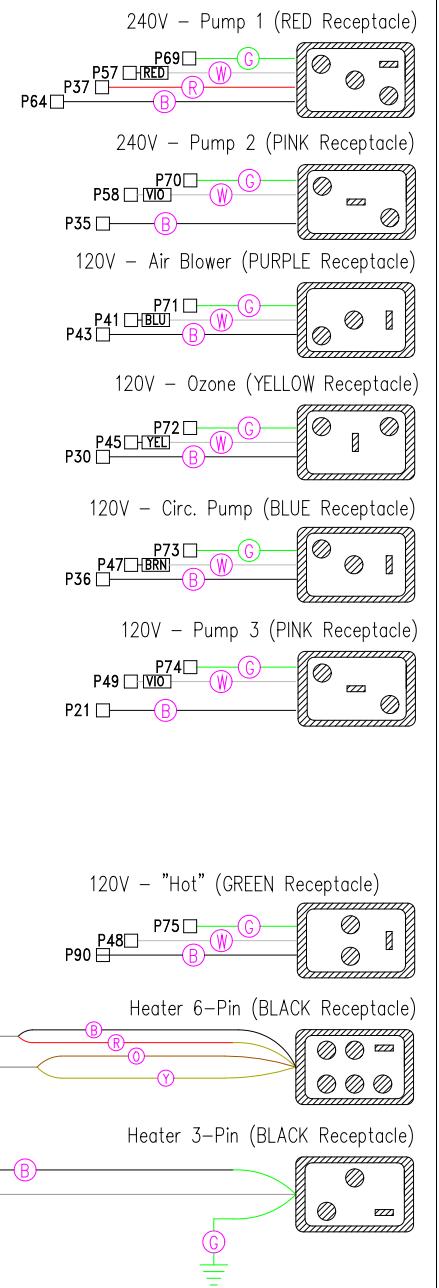 240V - Pump 1 (RED Receptacle)
P69
G
P57
RED
W
P37
R
P64
B
240V - Pump 2 (PINK Receptacle)
P70
G
P58
VIO
W
P35
B
120V - Air Blower (PURPLE Receptacle)
P71
G
P41
BLU
W
P43
B
120V - Ozone (YELLOW Receptacle)
P72
G
P45
YEL
W
P30
B
120V - Circ. Pump (BLUE Receptacle)
P73
G
P47
BRN
W
P36
B
120V - Pump 3 (PINK Receptacle)
P74
G
P49
VIO
W
P21
B
120V - "Hot" (GREEN Receptacle)
P75
G
P48
W
P90
B
Heater 6-Pin (BLACK Receptacle)
B
R
O
Y
Heater 3-Pin (BLACK Receptacle)
B
G